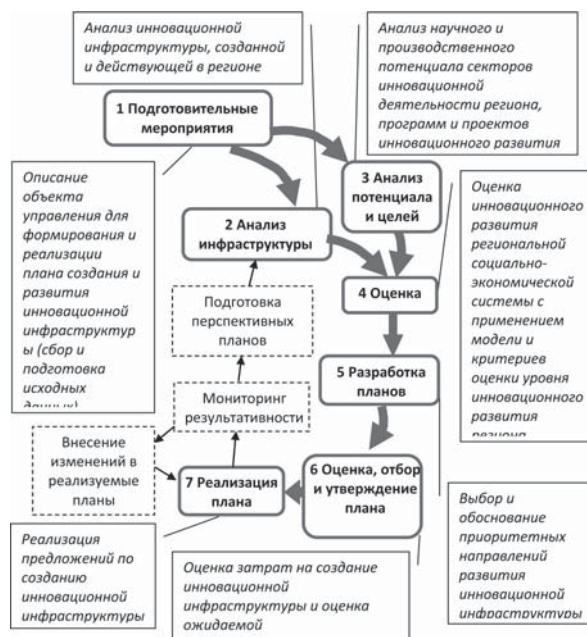 Анализ инновационной
инфраструктуры, созданной
и действующей в регионе
Анализ научного и
производственного
потенциала секторов
инновационной
деятельности региона,
программ и проектов
инновационного развития
1 Подготовительные
мероприятия
Описание
объекта
управления для
формирования и
реализации
плана создания и
развития
инновационной
инфраструктур
ы (сбор и
подготовка
исходных
данных)
3 Анализ
потенциала
и целей
2 Анализ
инфраструктуры
Оценка
инновационного
развития
региональной
социально-
экономической
системы с
применением
модели и
критериев
оценки уровня
инновационного
развития
региона
4 Оценка
Подготовка
перспективных
планов
5 Разработка
планов
Мониторинг
результативности
Внесение
изменений в
реализуемые
планы
7 Реализация
плана
6 Оценка, отбор
и утверждение
плана
Реализация
предложений по
созданию
инновационной
инфраструктуры
Оценка затрат на создание
инновационной
инфраструктуры и оценка
ожидаемой
Выбор и
обоснование
приоритетных
направлений
развития
инновационной
инфраструктуры